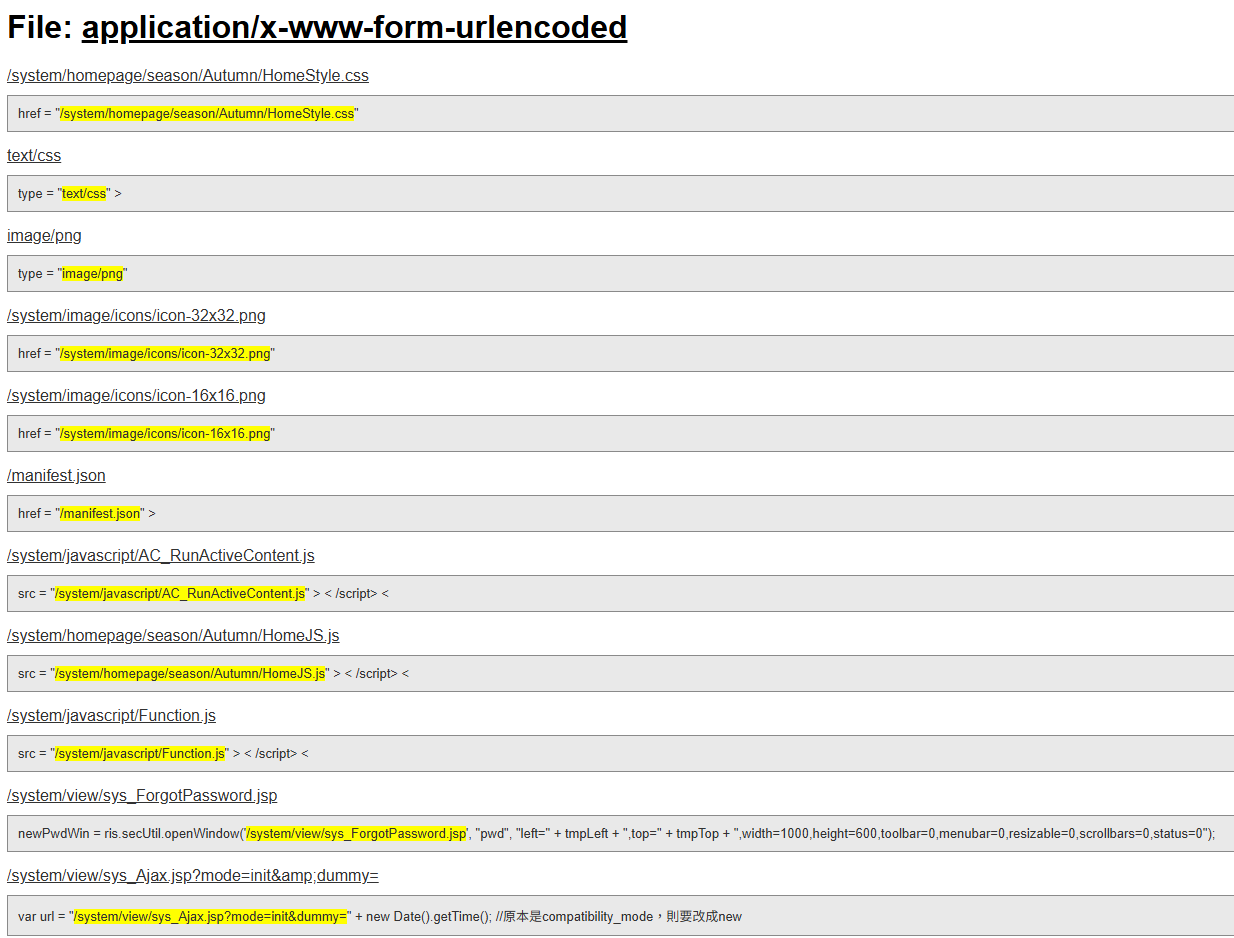 File: application/x-www-form-urlencoded
/system/homepage/season/Autumn/HomeStyle.css
href = "/system/homepage/season/Autumn/HomeStyle.css"
text/css
type = "text/css" >
image/png
type = "image/png"
/system/image/icons/icon-32x32.png
href = "/system/image/icons/icon-32x32.png"
/system/image/icons/icon-16x16.png
href = "/system/image/icons/icon-16x16.png"
/manifest.json
href = "/manifest.json" >
/system/javascript/AC_RunActiveContent.js
src = "/system/javascript/AC_RunActiveContent.js" > < /script> <
/system/homepage/season/Autumn/HomeJS.js
src = "/system/homepage/season/Autumn/HomeJS.js" > < /script> <
/system/javascript/Function.js
src = "/system/javascript/Function.js" > < /script> <
/system/view/sys_ForgotPassword.jsp
newPwdWin = ris.secUtil.openWindow('/system/view/sys_ForgotPassword.jsp', "pwd", "left=" + tmpLeft + ",top=" + tmpTop + ",width=1000,height=600,toolbar=0,menubar=0,resizable=0,scrollbars=0,status=0");
/system/view/sys_Ajax.jsp?mode=init&amp;dummy=
var url = "/system/view/sys_Ajax.jsp?mode=init&dummy=" + new Date().getTime(); //原本是compatibility_mode，則要改成new